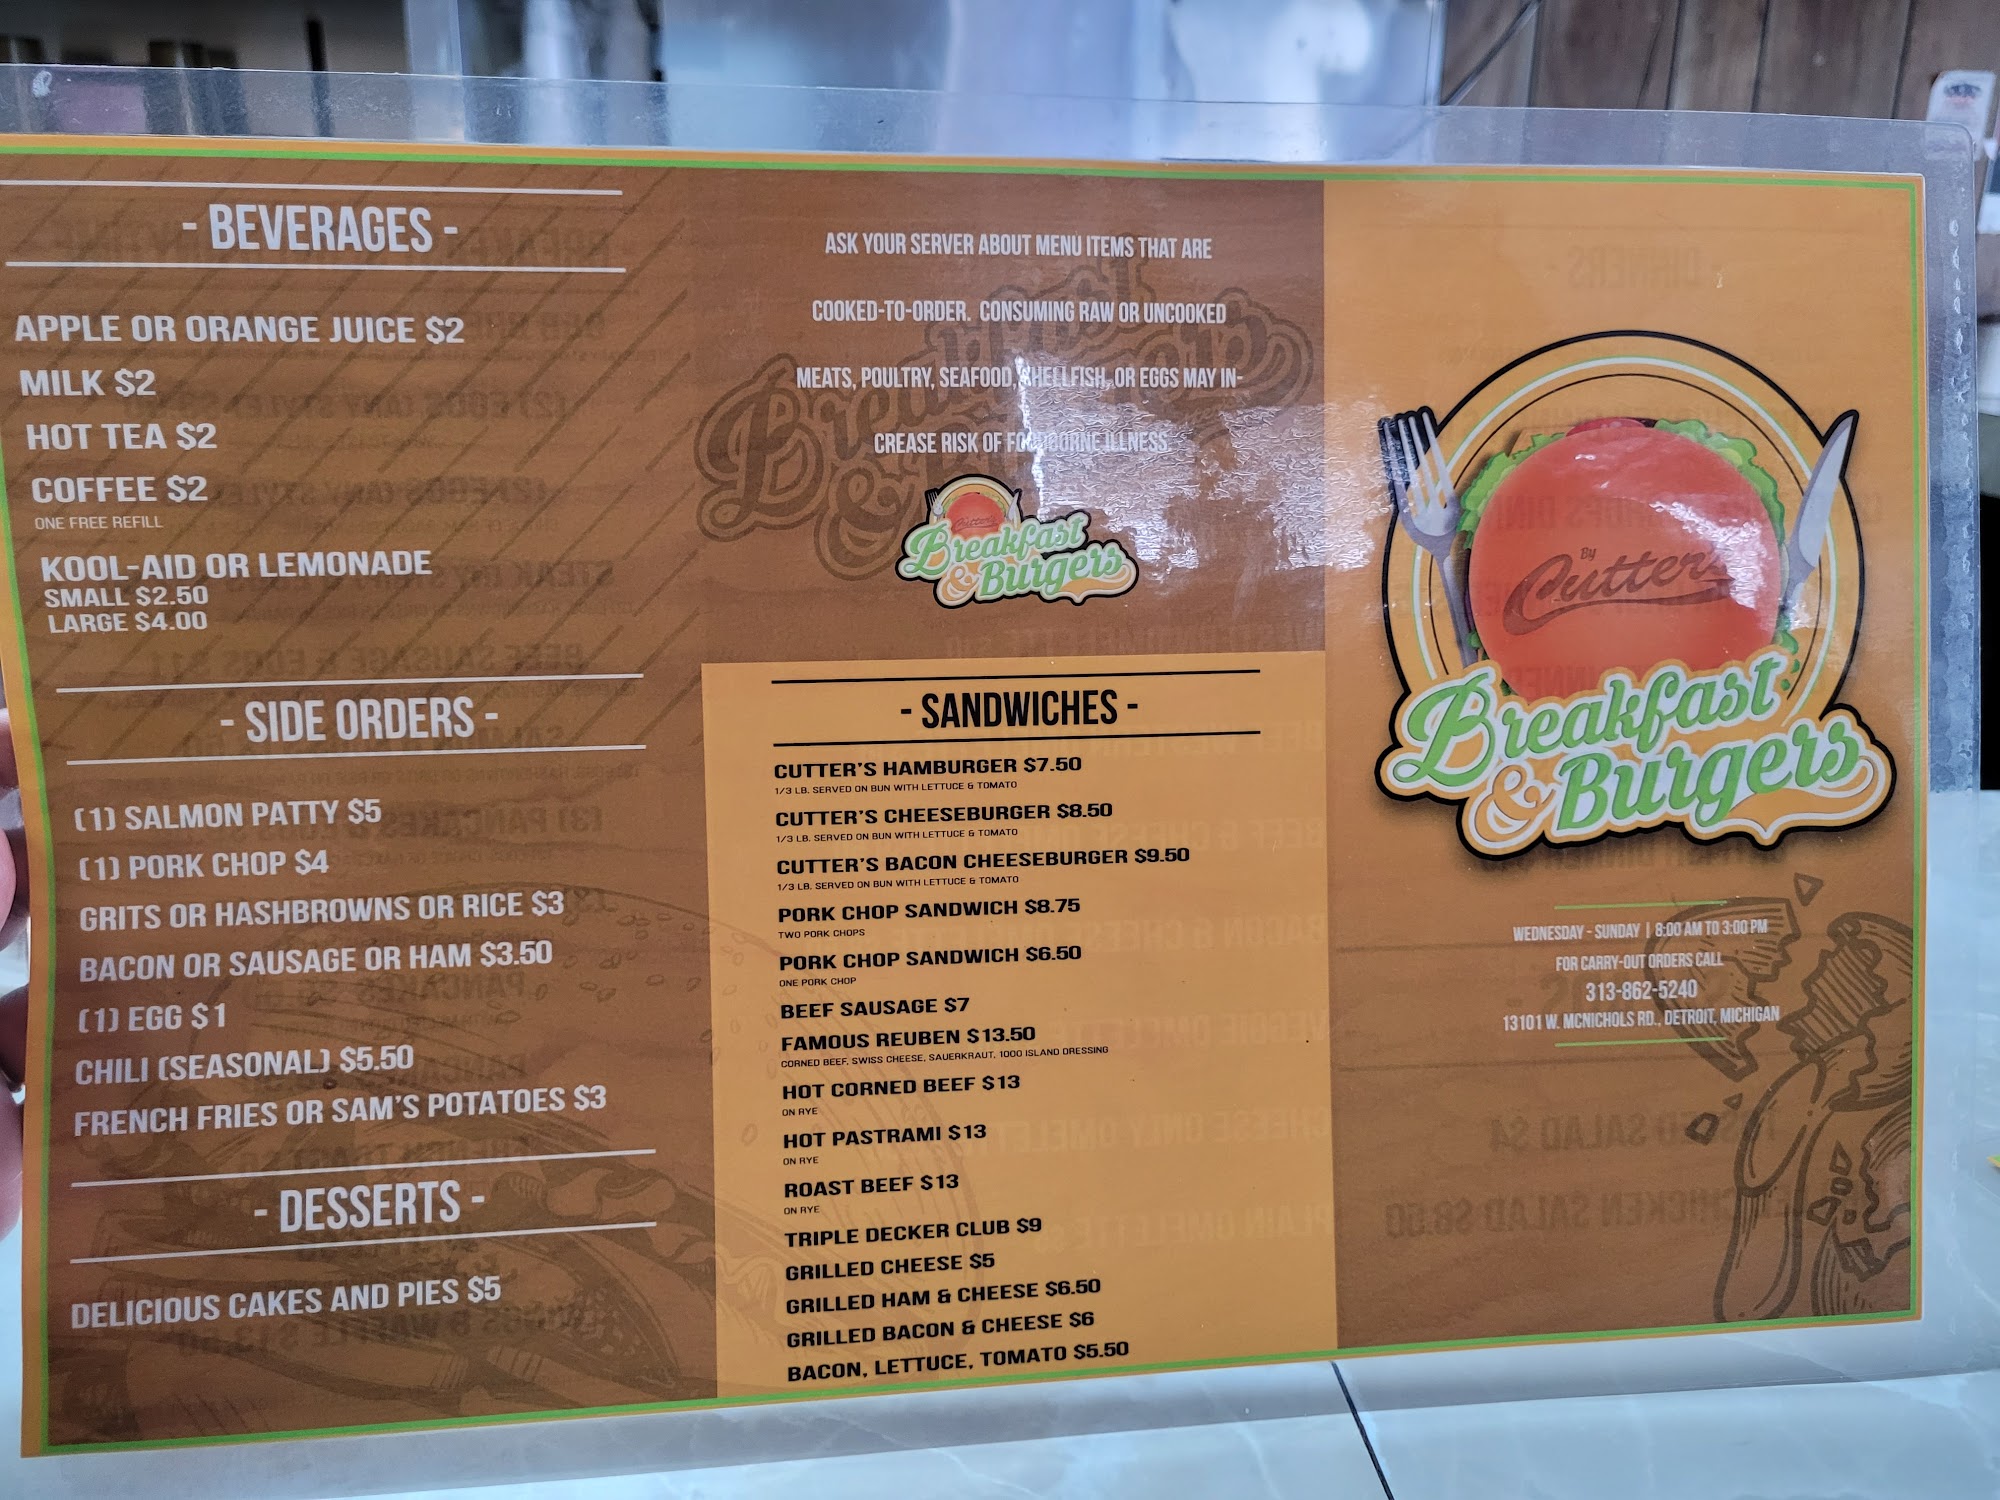 - BEVERAGES -
APPLE OR ORANGE JUICE $2
MILK $2
HOT TEA $2
COFFEE $2
ONE FREE REFILL
KOOL-AID OR LEMONADE
SMALL $2.50
LARGE $4.00
- SIDE ORDERS -
(1) SALMON PATTY $5
(1) PORK CHOP $4
GRITS OR HASHBROWNS OR RICE $3
BACON OR SAUSAGE OR HAM $3.50
(1) EGG $1
CHILI (SEASONAL) $5.50
FRENCH FRIES OR SAM'S POTATOES $3
- DESSERTS -
DELICIOUS CAKES AND PIES $5
ASK YOUR SERVER ABOUT MENU ITEMS THAT ARE
COOKED-TO-ORDER. CONSUMING RAW OR UNCOOKED
MEATS, POULTRY, SEAFOOD, SHELLFISH, OR EGGS MAY IN-
CREASE RISK OF FOODBORNE ILLNESS
Cutter's
Breakfast
& Burgers
- SANDWICHES -
CUTTER'S HAMBURGER $7.50
1/3 LB. SERVED ON BUN WITH LETTUCE & TOMATO
CUTTER'S CHEESEBURGER $8.50
1/3 LB. SERVED ON BUN WITH LETTUCE & TOMATO
CUTTER'S BACON CHEESEBURGER $9.50
1/3 LB. SERVED ON BUN WITH LETTUCE & TOMATO
PORK CHOP SANDWICH $8.75
TWO PORK CHOPS
PORK CHOP SANDWICH $6.50
ONE PORK CHOP
BEEF SAUSAGE $7
FAMOUS REUBEN $13.50
CORNED BEEF, SWISS CHEESE, SAUERKRAUT, 1000 ISLAND DRESSING
HOT CORNED BEEF $13
ON RYE
HOT PASTRAMI $13
ON RYE
ROAST BEEF $13
ON RYE
TRIPLE DECKER CLUB $9
GRILLED CHEESE $5
GRILLED HAM & CHEESE $6.50
GRILLED BACON & CHEESE $6
BACON, LETTUCE, TOMATO $5.50
By
Cutter's
Breakfast
& Burgers
WEDNESDAY - SUNDAY | 8:00 AM TO 3:00 PM
FOR CARRY-OUT ORDERS CALL
313-862-5240
13101 W. MCNICHOLS RD., DETROIT, MICHIGAN